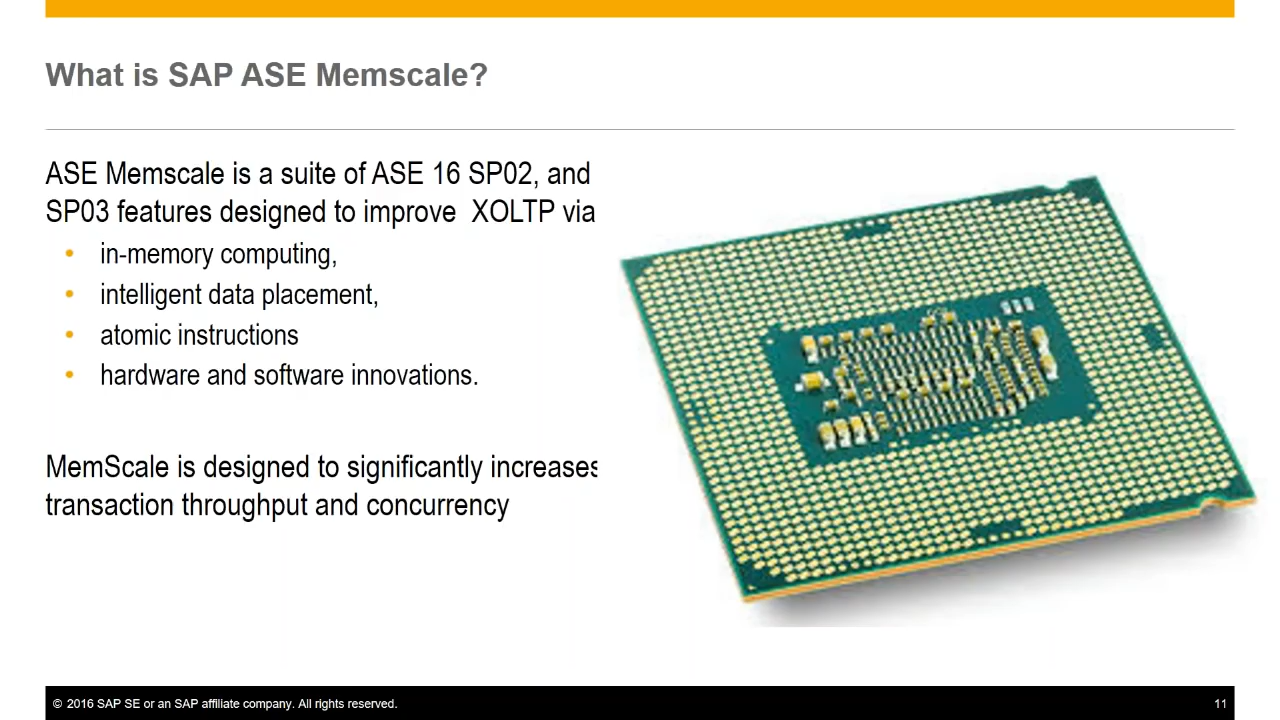 What is SAP ASE Memscale?
ASE Memscale is a suite of ASE 16 SP02, and
SP03 features designed to improve  XOLTP via
• in-memory computing,
• intelligent data placement,
• atomic instructions
• hardware and software innovations.
MemScale is designed to significantly increases
transaction throughput and concurrency
© 2016 SAP SE or an SAP affiliate company. All rights reserved.
11